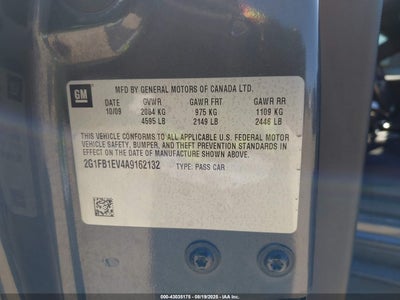 GM
MFD BY GENERAL MOTORS OF CANADA LTD.
DATE GVWR GAWR FRT GAWR RR
10/09 2084 KG 975 KG 1109 KG
4595 LB 2149 LB 2446 LB
THIS VEHICLE CONFORMS TO ALL APPLICABLE U.S. FEDERAL MOTOR
VEHICLE SAFETY, BUMPER, AND THEFT PREVENTION STANDARDS IN
EFFECT ON THE DATE OF MANUFACTURE SHOWN ABOVE.
2G1FB1EV4A9162132 TYPE: PASS CAR
000-43035175 - 08/19/2025 - IAA Inc.